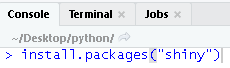 Console Terminal × Jobs ×
~/Desktop/python/
> install.packages("shiny")